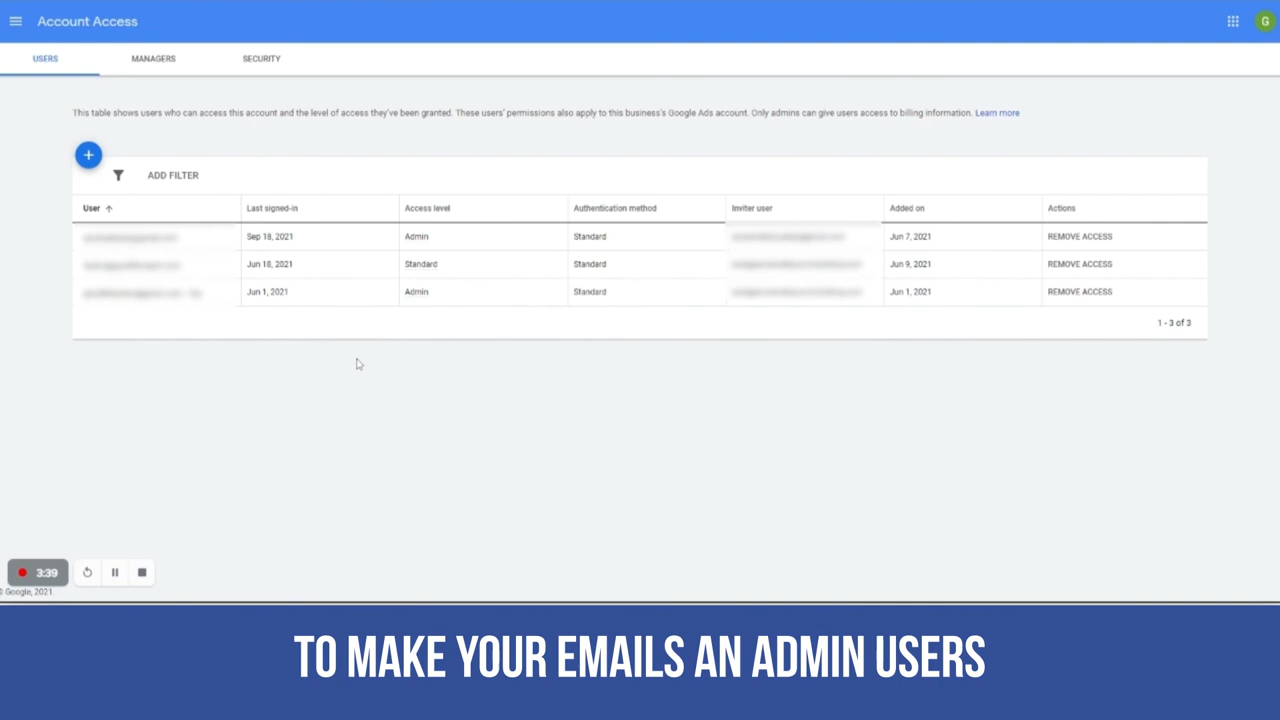 Account Access
G
USERS MANAGERS SECURITY
This table shows users who can access this account and the level of access they've been granted. These users' permissions also apply to this business's Google Ads account. Only admins can give users access to billing information. Learn more
+
ADD FILTER
User Last signed-in Access level Authentication method Inviter user Added on Actions
Sep 18, 2021 Admin Standard Jun 7, 2021 REMOVE ACCESS
Jun 18, 2021 Standard Standard Jun 9, 2021 REMOVE ACCESS
Jun 1, 2021 Admin Standard Jun 1, 2021 REMOVE ACCESS
1 - 3 of 3
3:39
© Google, 2021.
TO MAKE YOUR EMAILS AN ADMIN USERS